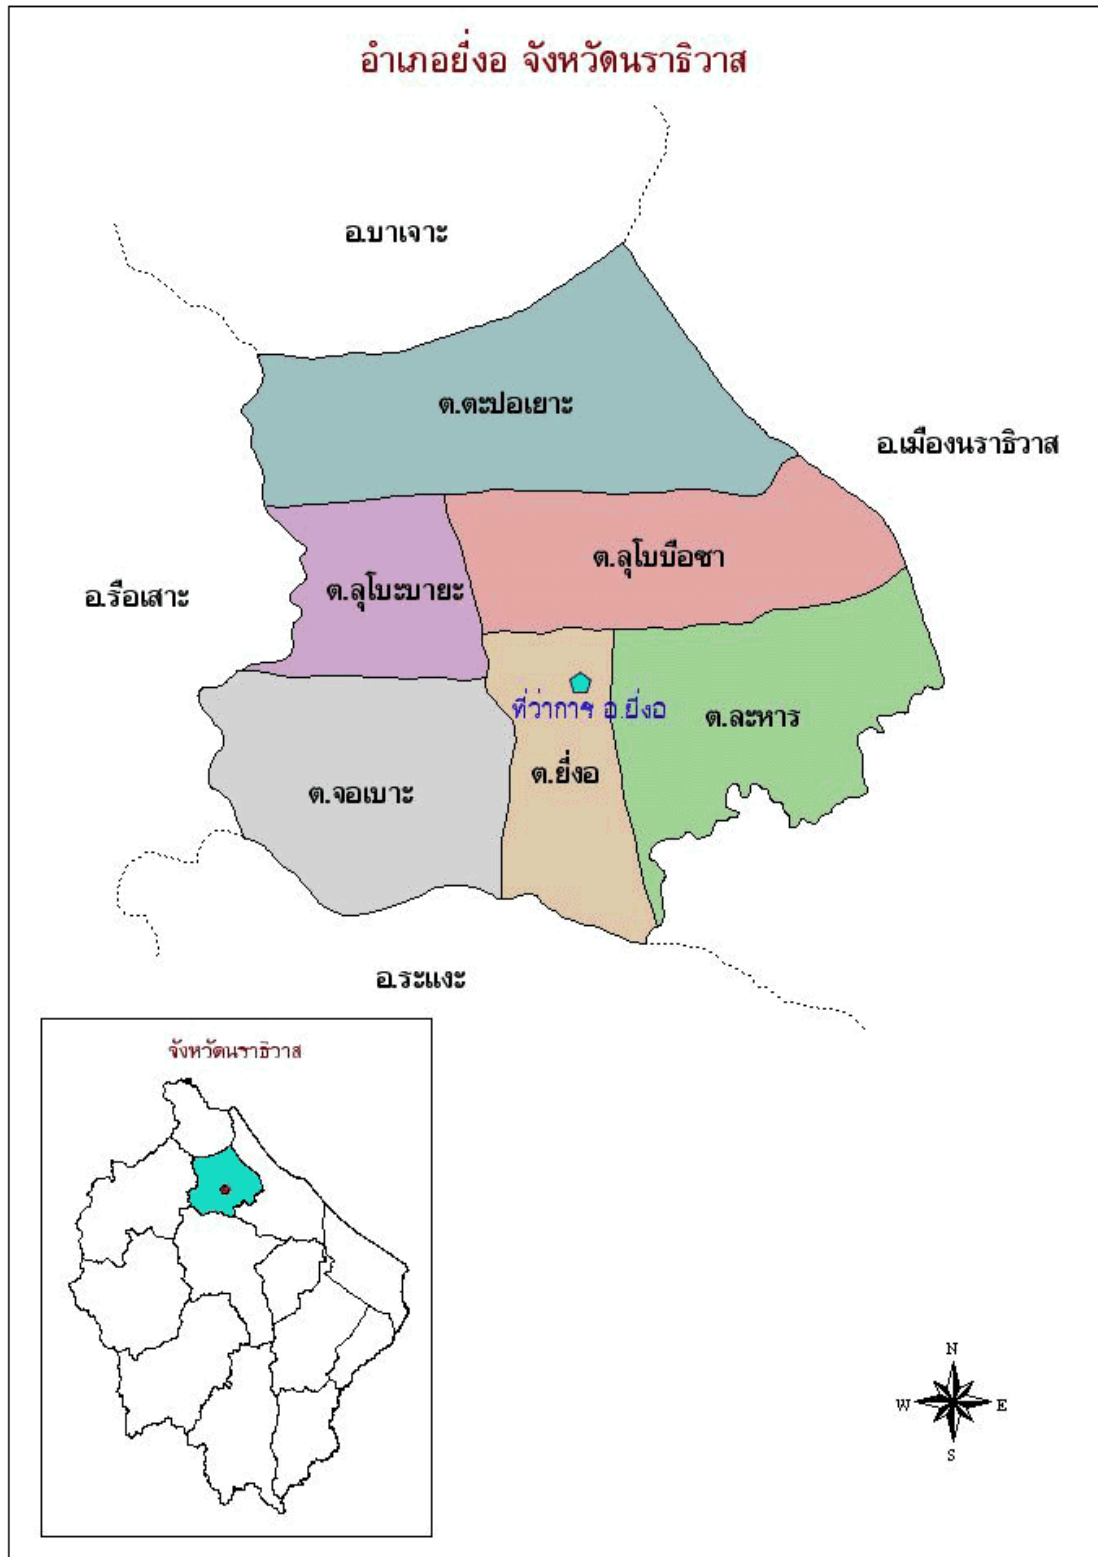 อำเภอยี่งอ จังหวัดนราธิวาส
อ.บาเจาะ
ต.ตะปอเยาะ
อ.เมืองนราธิวาส
ต.ลุโบบือซา
ต.ลุโบะบายะ
อ.รือเสาะ
ที่ว่าการ อ.ยี่งอ
ต.ละหาร
ต.ยี่งอ
ต.จอเบาะ
อ.ระแงะ
จังหวัดนราธิวาส
N
W E
S